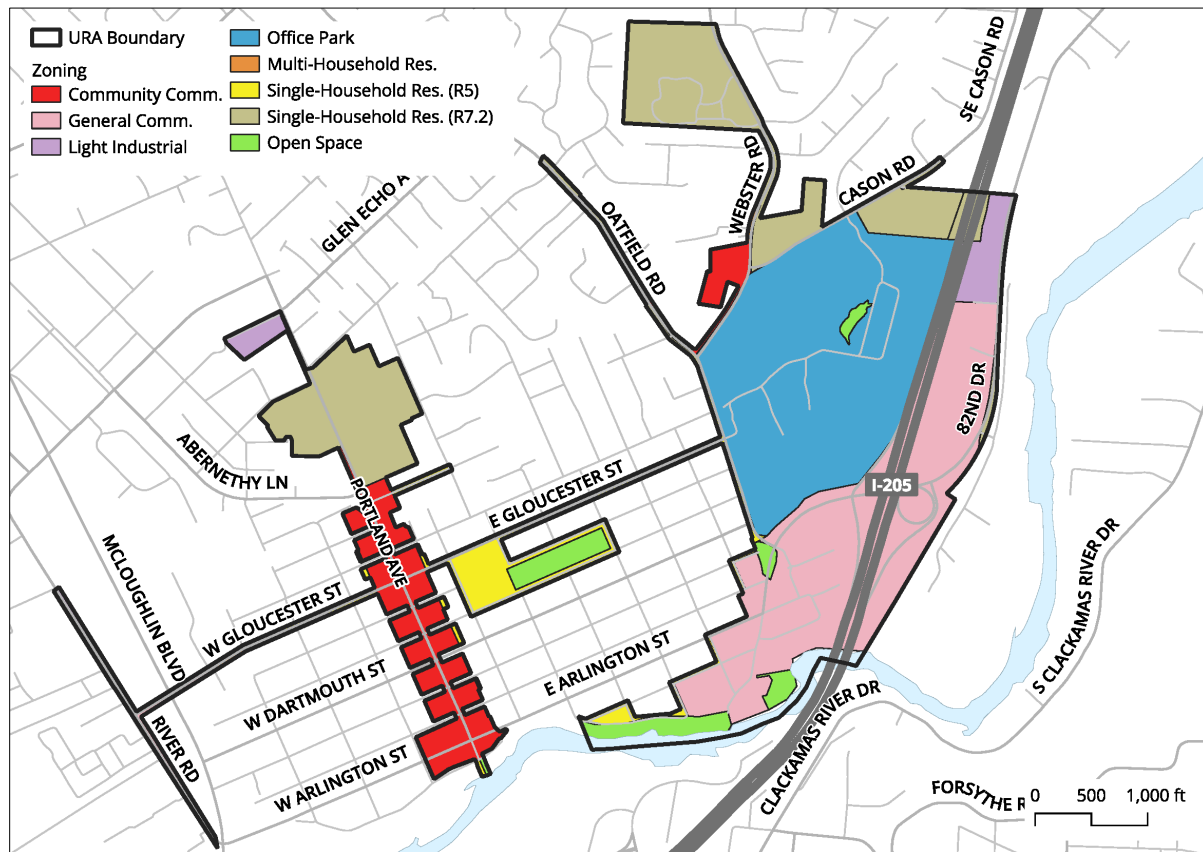 URA Boundary
Zoning
Community Comm.
General Comm.
Light Industrial
Office Park
Multi-Household Res.
Single-Household Res. (R5)
Single-Household Res. (R7.2)
Open Space
SE CASON RD
WEBSTER RD
CASON RD
GLEN ECHO A
OATFIELD RD
82ND DR
ABERNETHY LN
PORTLAND AVE
E GLOUCESTER ST
I-205
MCLOUGHLIN BLVD
W GLOUCESTER ST
S CLACKAMAS RIVER DR
W DARTMOUTH ST
E ARLINGTON ST
RIVER RD
W ARLINGTON ST
CLACKAMAS RIVER DR
FORSYTHE R
0 500 1,000 ft